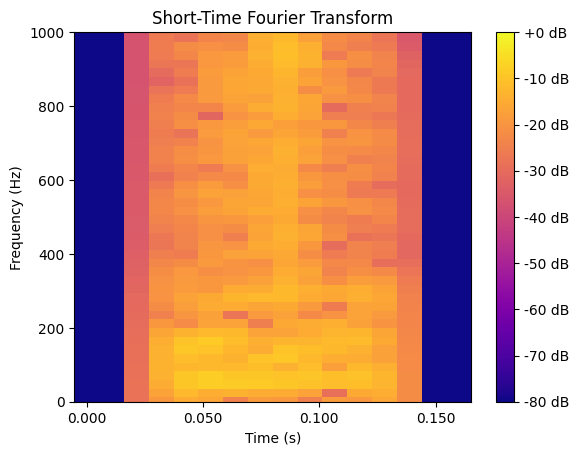 Short-Time Fourier Transform
Frequency (Hz)
1000
800
600
400
200
0
0.000
0.050
0.100
0.150
Time (s)
+0 dB
-10 dB
-20 dB
-30 dB
-40 dB
-50 dB
-60 dB
-70 dB
-80 dB